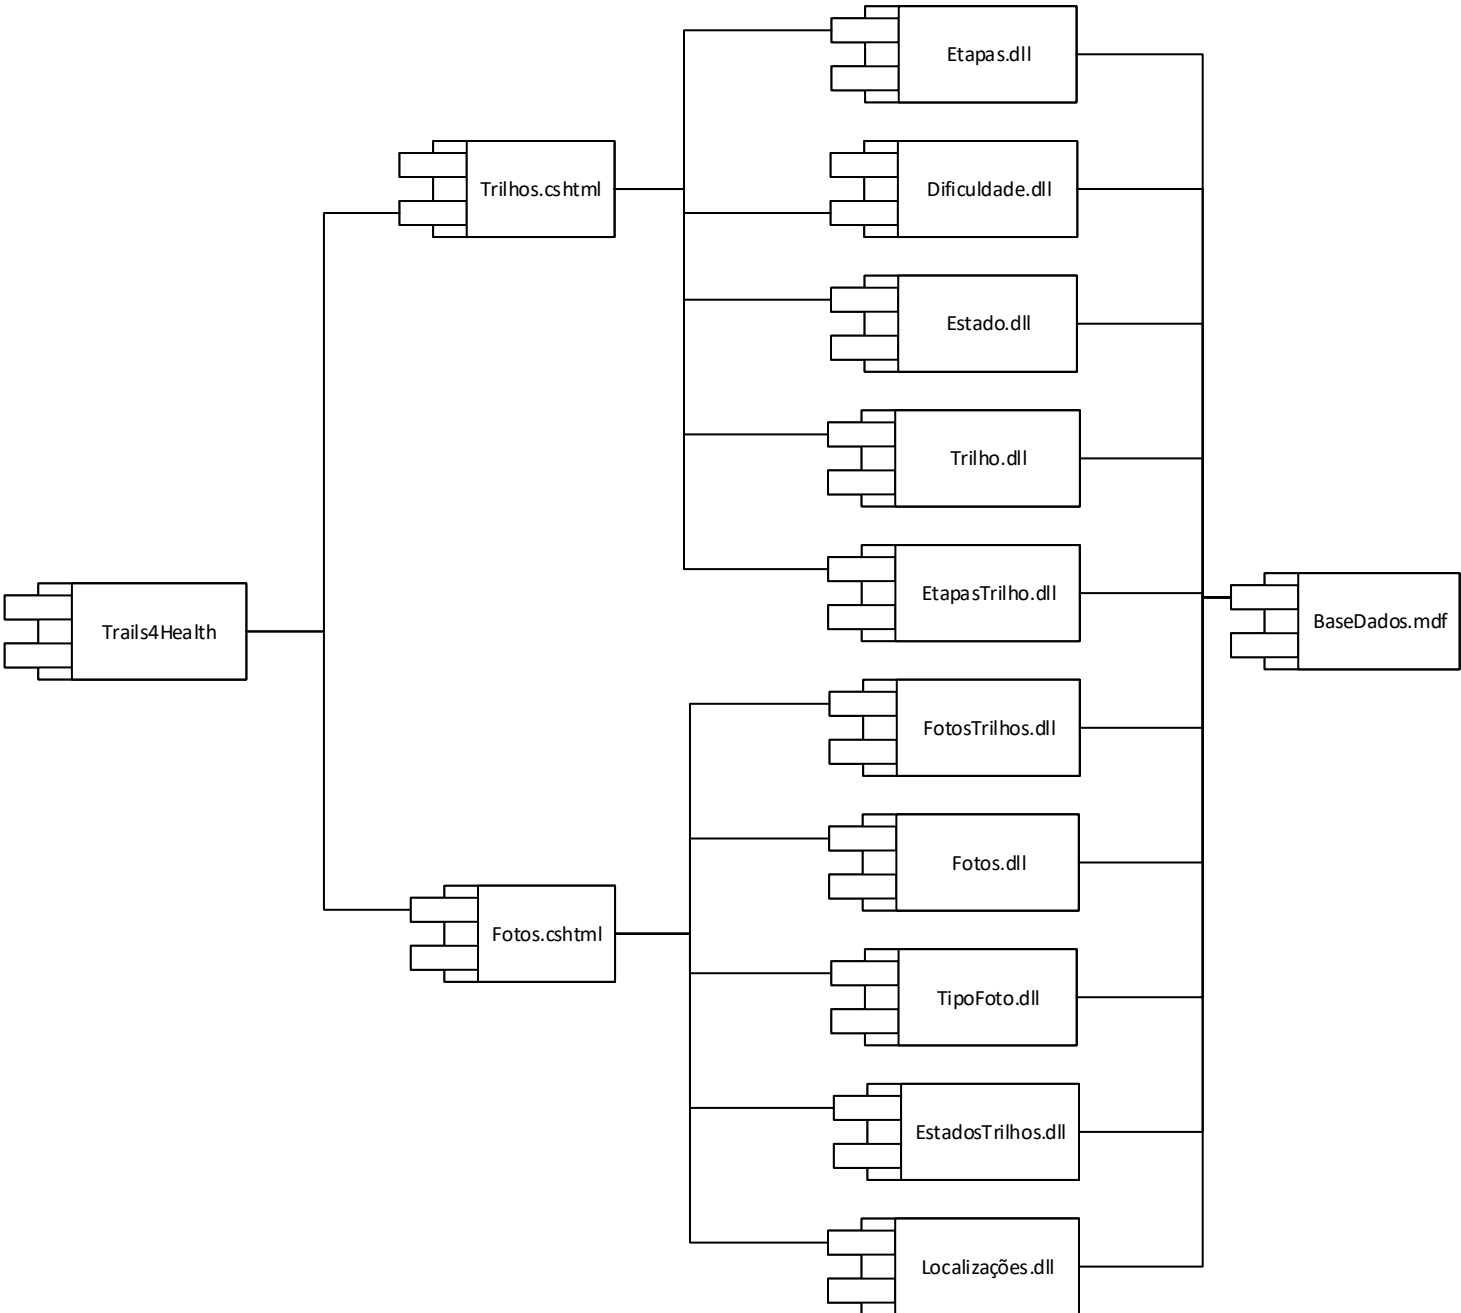 Etapas.dll
Trilhos.cshtml
Dificuldade.dll
Estado.dll
Trilho.dll
EtapasTrilho.dll
Trails4Health
BaseDados.mdf
FotosTrilhos.dll
Fotos.dll
Fotos.cshtml
TipoFoto.dll
EstadosTrilhos.dll
Localizações.dll